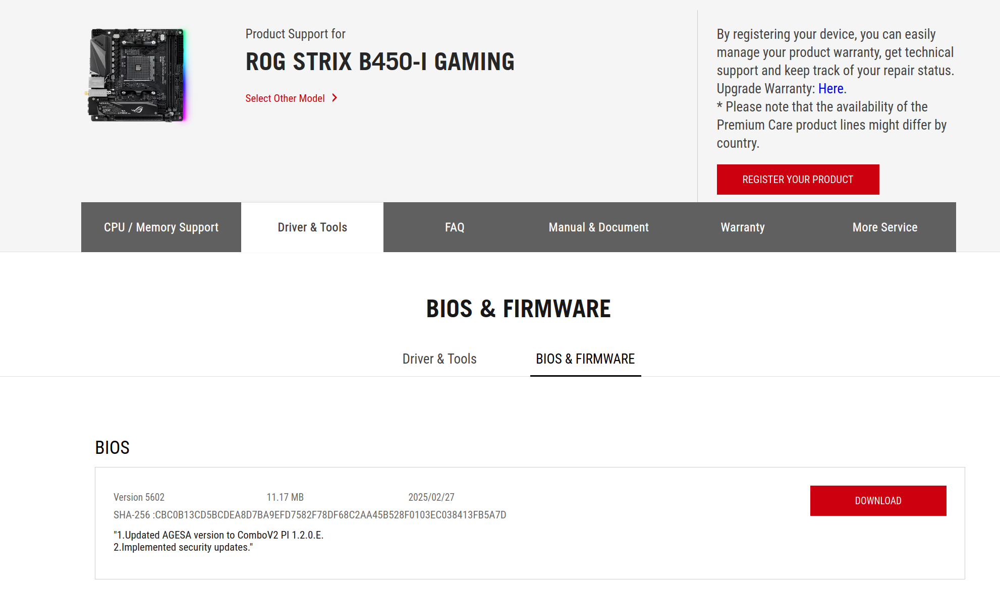 Product Support for
ROG STRIX B450-I GAMING
Select Other Model
By registering your device, you can easily
manage your product warranty, get technical
support and keep track of your repair status.
Upgrade Warranty: Here.
* Please note that the availability of the
Premium Care product lines might differ by
country.
REGISTER YOUR PRODUCT
CPU / Memory Support
Driver & Tools
FAQ
Manual & Document
Warranty
More Service
BIOS & FIRMWARE
Driver & Tools
BIOS & FIRMWARE
BIOS
Version 5602
11.17 MB
2025/02/27
DOWNLOAD
SHA-256 :CBC0B13CD5BCDEA8D7BA9EFD7582F78DF68C2AA45B528F0103EC038413FB5A7D
"1.Updated AGESA version to ComboV2 PI 1.2.0.E.
2.Implemented security updates."